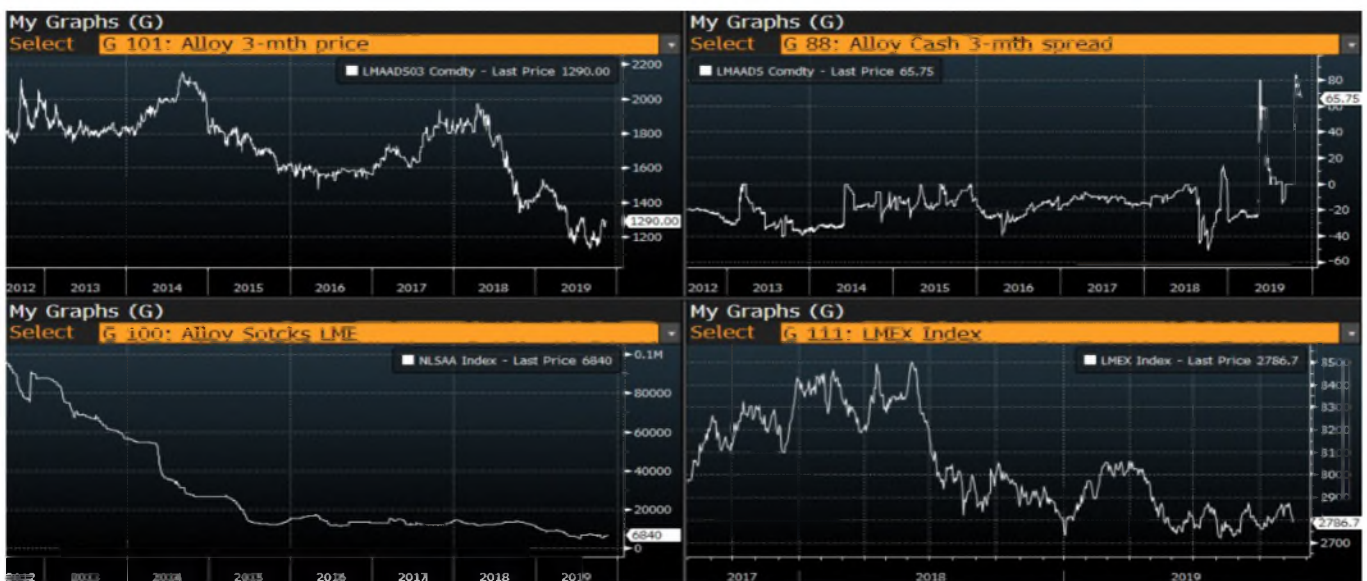 My Graphs (G)
Select G 101: Alloy 3-mth price
LMAADS03 Comdty - Last Price 1290.00
2200
2000
1800
1600
1400
1290.00
1200
2012 2013 2014 2015 2016 2017 2018 2019
My Graphs (G)
Select G 88: Alloy Cash 3-mth spread
LMAADS Comdty - Last Price 65.75
80
65.75
60
40
20
0
-20
-40
-60
2012 2013 2014 2015 2016 2017 2018 2019
My Graphs (G)
Select G 100: Alloy Sotcks LME
NLSAA Index - Last Price 6840
0.1M
80000
60000
40000
20000
6840
0
2013 2014 2015 2016 2017 2018 2019
My Graphs (G)
Select G 111: LMEX Index
LMEX Index - Last Price 2786.7
2786.7
2700
2017 2018 2019